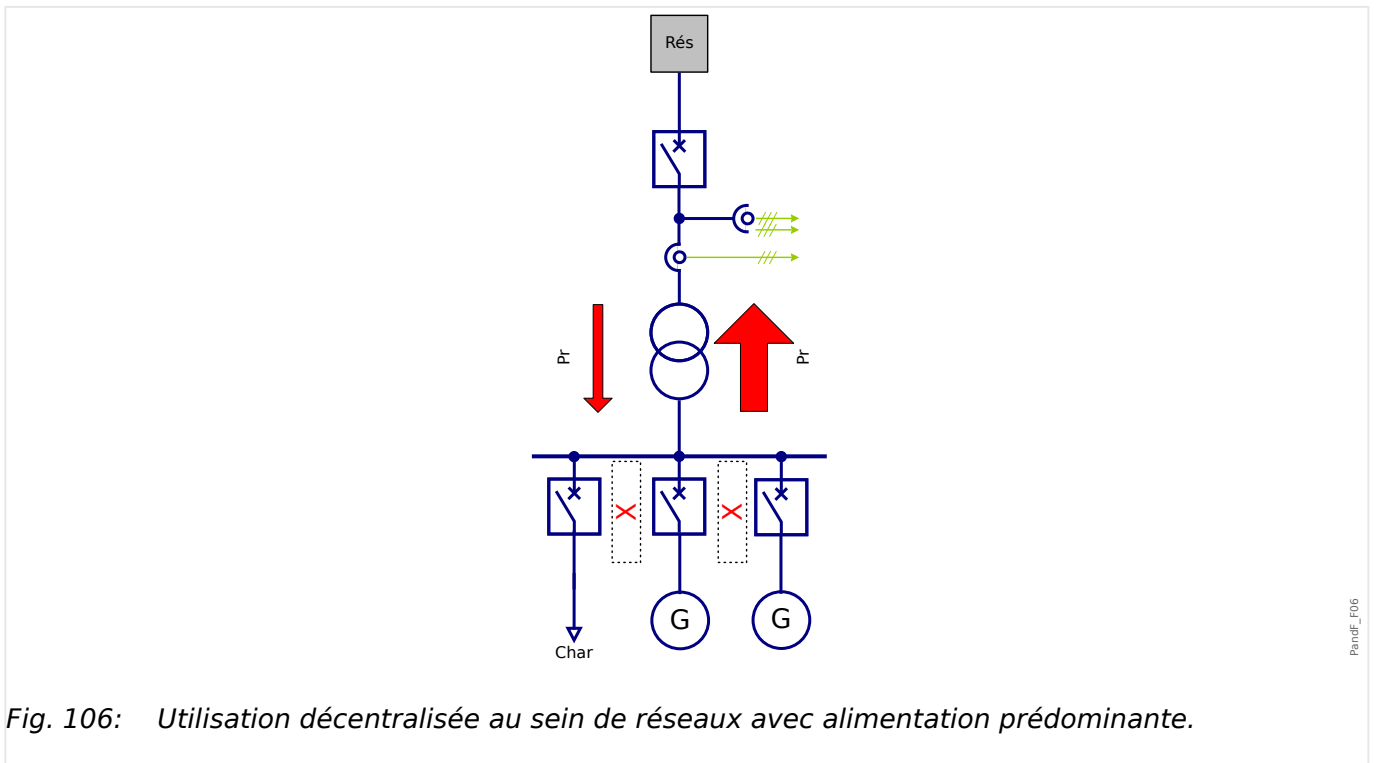 Rés
Pr
Pr
G
G
Char
PandF_F06
Fig. 106: Utilisation décentralisée au sein de réseaux avec alimentation prédominante.